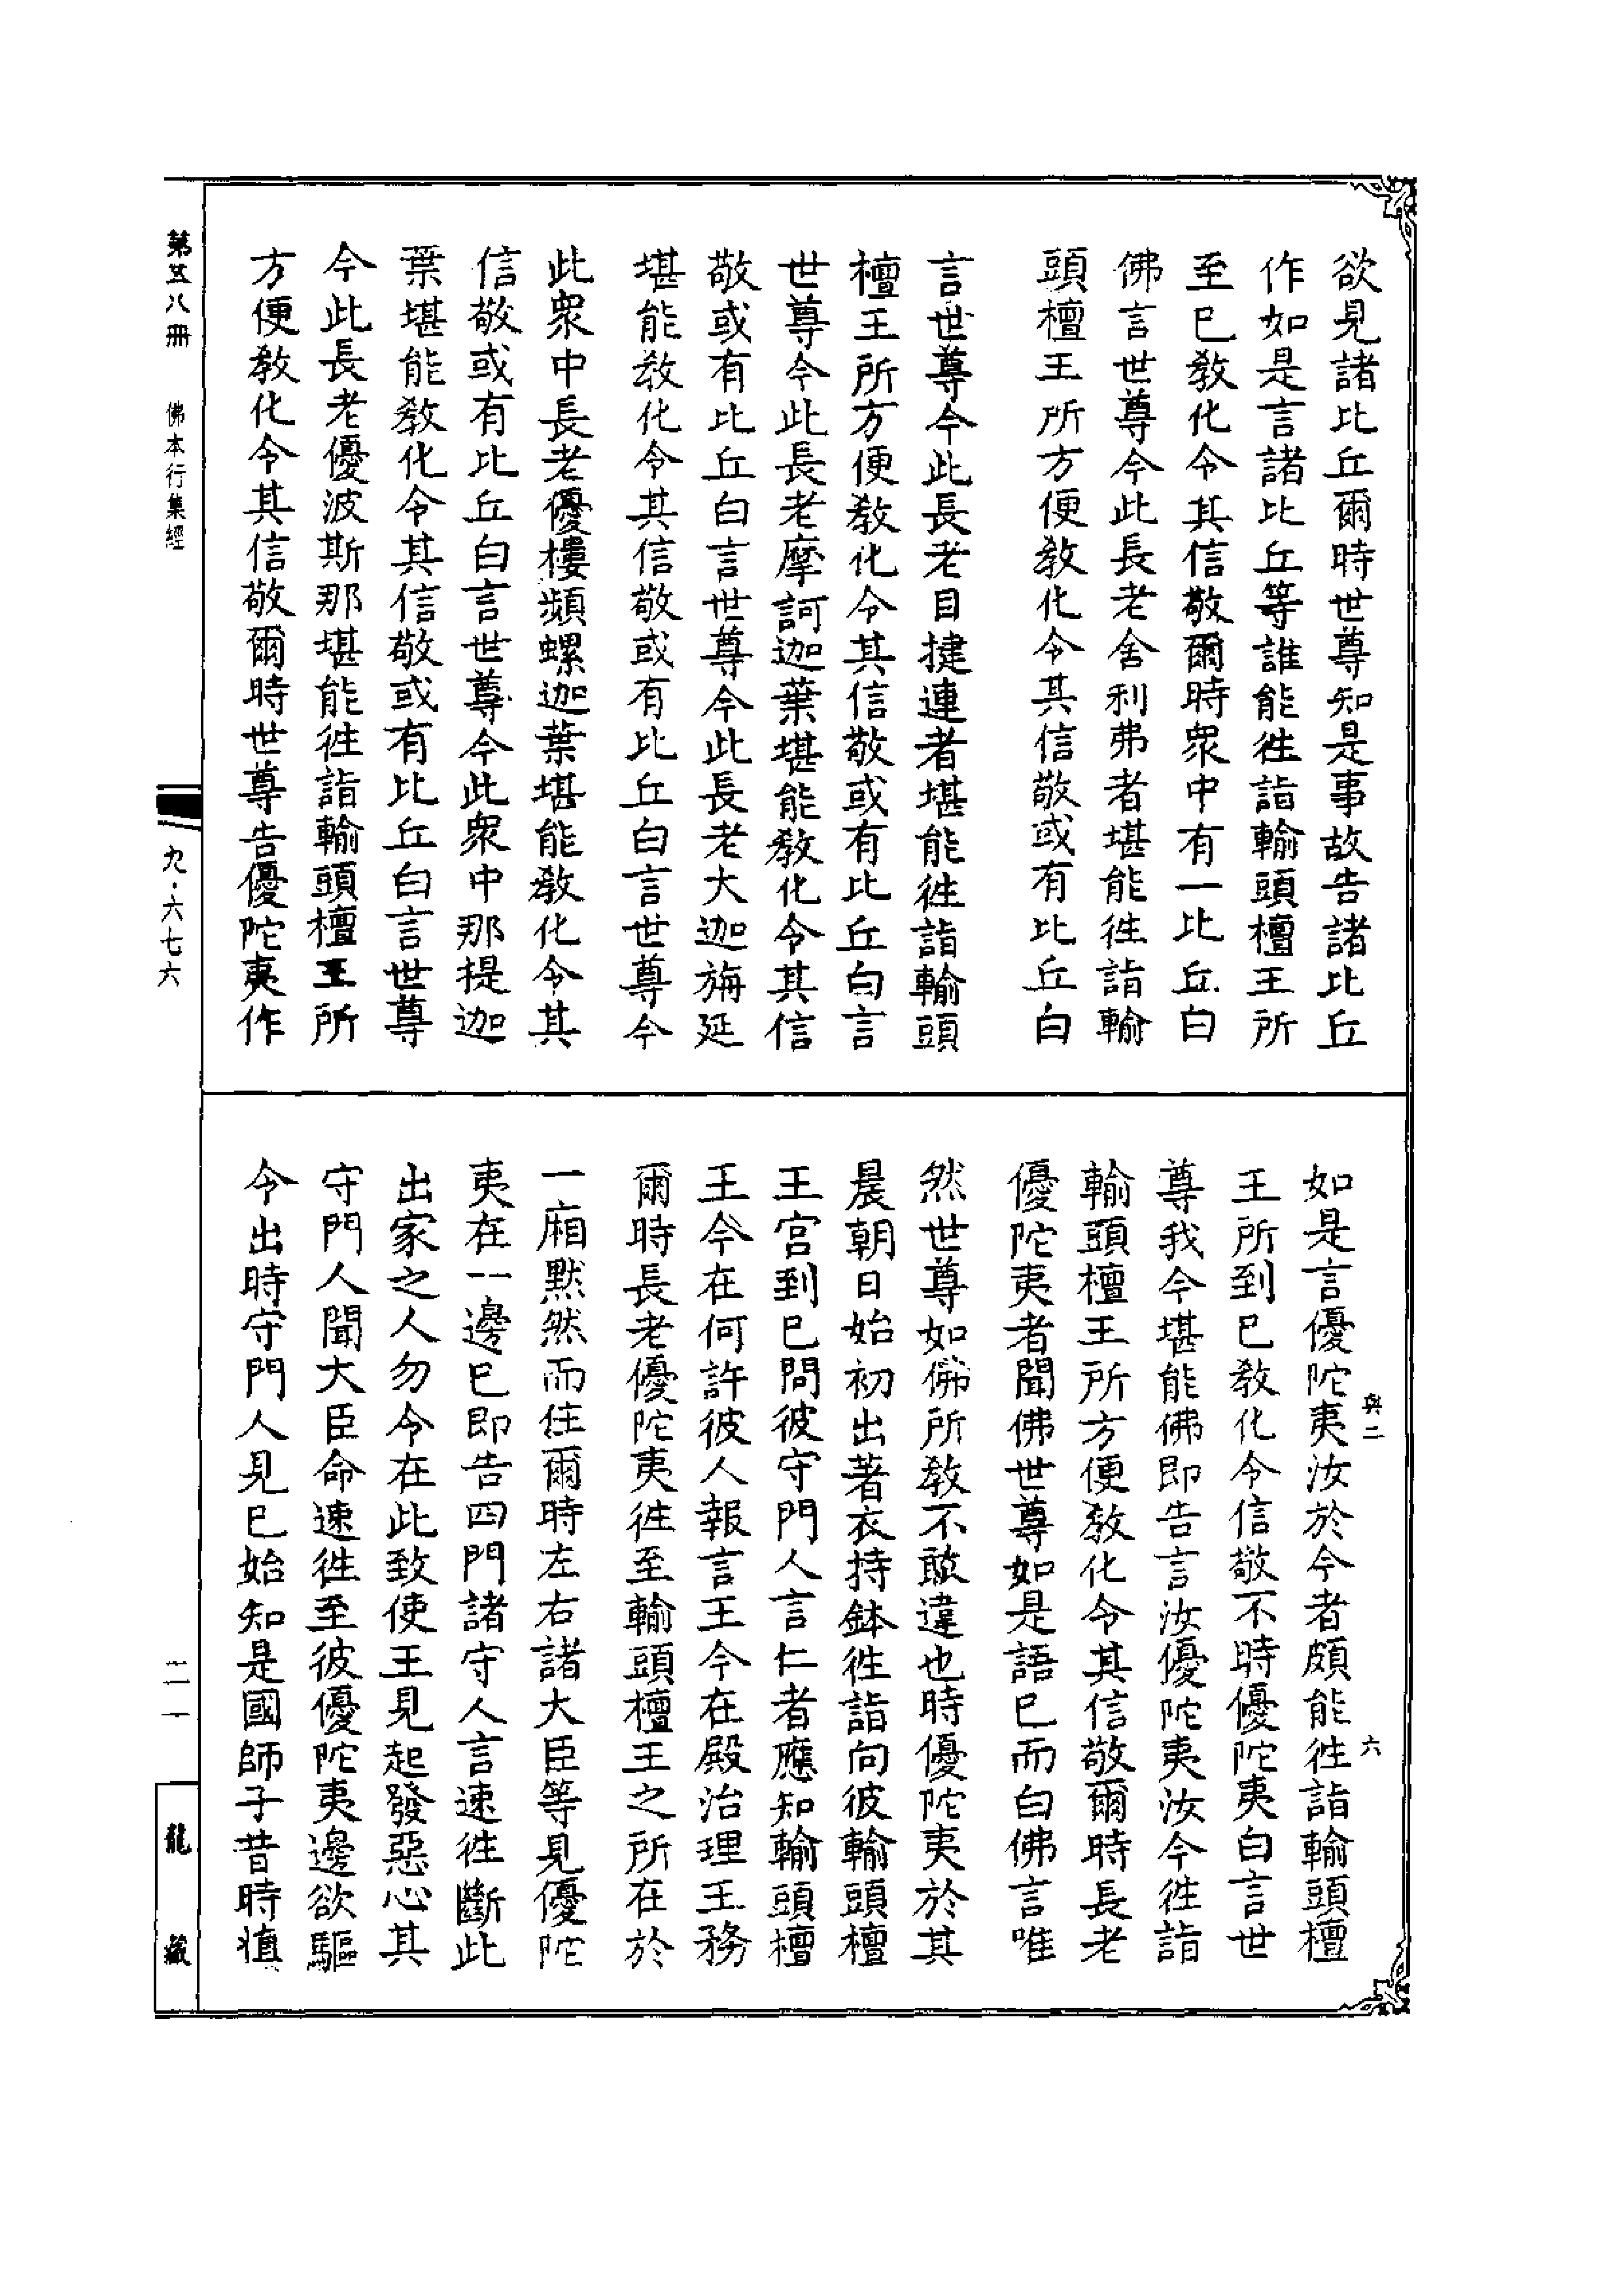 欲見諸比丘爾時世尊知是事故告諸比丘
作如是言諸比丘等誰能徃詣輸頭檀王所
至已教化令其信敬爾時衆中有一比丘白
佛言世尊今此長老舍利弗者堪能徃詣輸
頭檀王所方便教化令其信敬或有比丘白
言世尊今此長老目揵連者堪能徃詣輸頭
檀王所方便教化令其信敬或有比丘白言
世尊今此長老摩訶迦葉堪能教化令其信
敬或有比丘白言世尊今此長老大迦旃延
堪能教化令其信敬或有比丘白言世尊今
此衆中長老優樓頻螺迦葉堪能教化令其
信敬或有比丘白言世尊今此衆中那提迦
葉堪能教化令其信敬或有比丘白言世尊
今此長老優波斯那堪能徃詣輸頭檀王所
方便教化令其信敬爾時世尊告優陀夷作
如是言優陀夷汝於今者頗能徃詣輸頭檀
王所到已教化令信敬不時優陀夷白言世
尊我今堪能佛即告言汝優陀夷汝今徃詣
輸頭檀王所方便教化令其信敬爾時長老
優陀夷者聞佛世尊如是語已而白佛言唯
然世尊如佛所教不敢違也時優陀夷於其
晨朝日始初出著衣持鉢徃詣向彼輸頭檀
王宮到已問彼守門人言仁者應知輸頭檀
王今在何許彼人報言王今在殿治理王務
爾時長老優陀夷徃至輸頭檀王之所在於
一廂默然而住爾時左右諸大臣等見優陀
夷在一邊已即告四門諸守人言速徃斷此
出家之人勿令在此致使王見起發惡心其
守門人聞大臣命速徃至彼優陀夷邊欲驅
令出時守門人見已始知是國師子昔時植
與二
六
第五八冊 佛本行集經
九·六七六
二一
龍藏